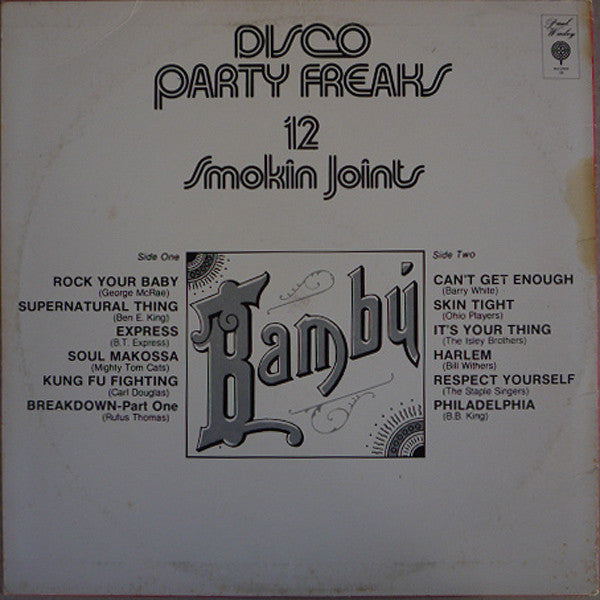 DISCO
PARTY FREAKS
12
Smokin Joints
Side One
ROCK YOUR BABY
(George McRae)
SUPERNATURAL THING
(Ben E. King)
EXPRESS
(B.T. Express)
SOUL MAKOSSA
(Mighty Tom Cats)
KUNG FU FIGHTING
(Carl Douglas)
BREAKDOWN-Part One
(Rufus Thomas)
Bambú
Side Two
CAN'T GET ENOUGH
(Barry White)
SKIN TIGHT
(Ohio Players)
IT'S YOUR THING
(The Isley Brothers)
HARLEM
(Bill Withers)
RESPECT YOURSELF
(The Staple Singers)
PHILADELPHIA
(B.B. King)
Paul
Winley